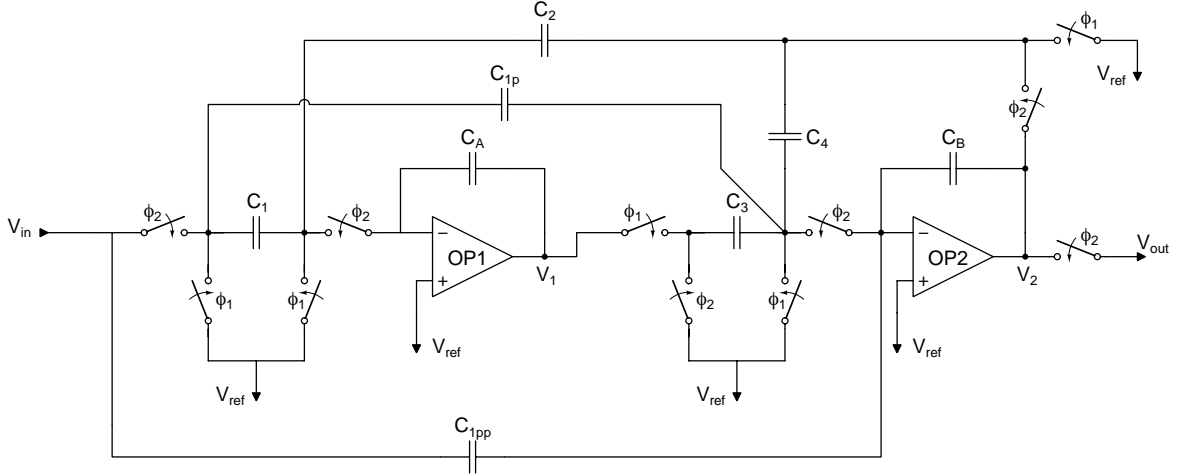 C2
ϕ1
C1p
Vref
ϕ2
CA
C4
CB
Vin
ϕ2
C1
ϕ2
ϕ1
C3
ϕ2
ϕ2
Vout
−
OP1
+
V1
−
OP2
+
V2
ϕ1
ϕ1
ϕ2
ϕ1
Vref
Vref
Vref
Vref
C1pp